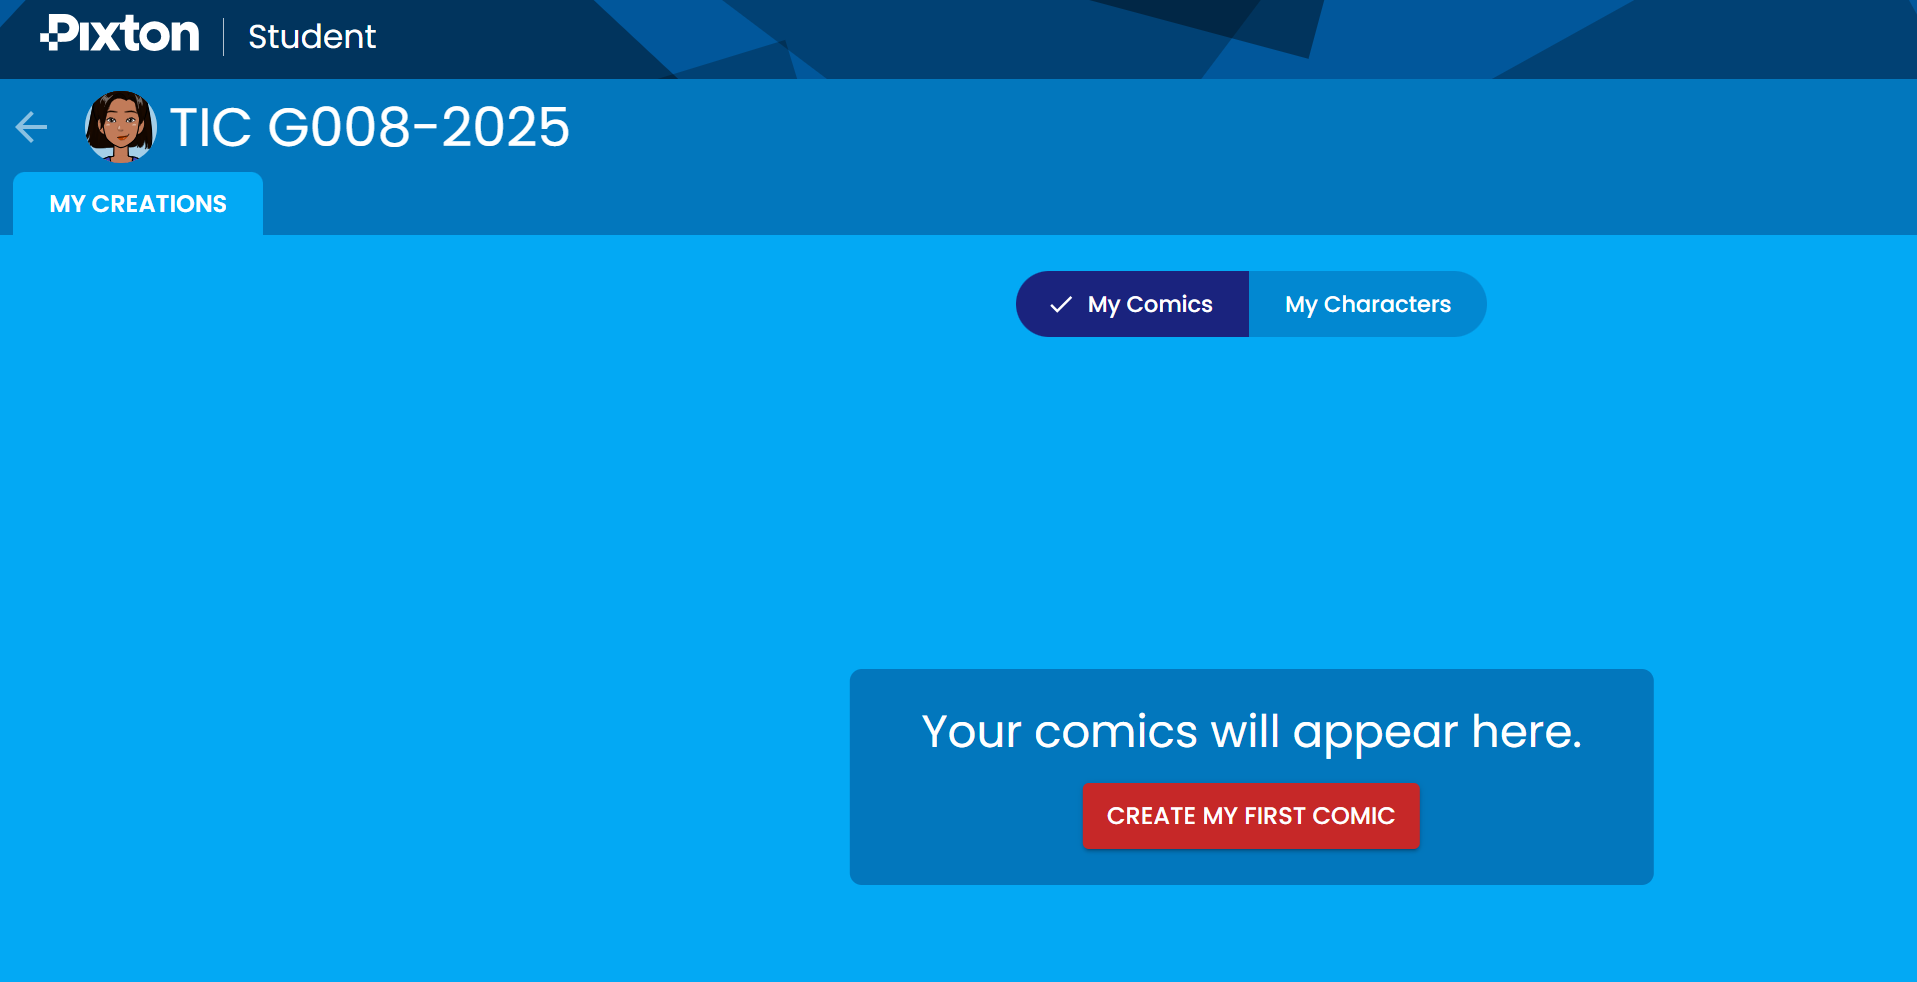 Pixton | Student
TIC G008-2025
MY CREATIONS
My Comics My Characters
Your comics will appear here.
CREATE MY FIRST COMIC